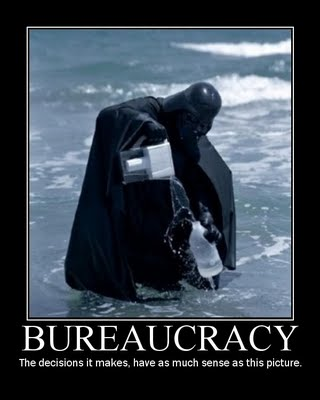 BUREAUCRACY
The decisions it makes, have as much sense as this picture.